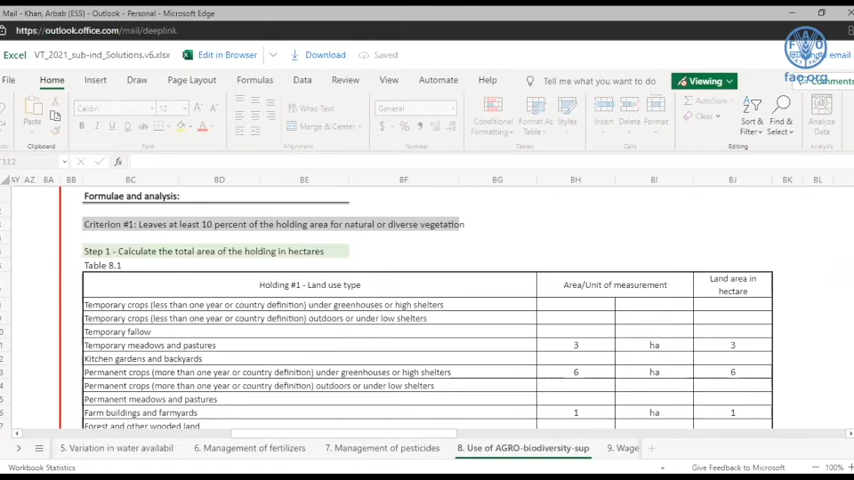 Mail - Khan, Arbab (ESS) - Outlook - Personal - Microsoft Edge
https://outlook.office.com/mail/deeplink
Excel VT_2021_sub-ind_Solutions.v6.xlsx Edit in Browser Download Saved email
FAO
fao.org
File Home Insert Draw Page Layout Formulas Data Review View Automate Help Tell me what you want to do Viewing Comments
Paste Calibri 12 Wrap Text General Conditional Format As Styles Insert Delete Format AutoSum Sort & Find & Analyze
B U D A Merge & Center $ % Formatting Table Clear Filter Select Data
Clipboard Font Alignment Number Tables Cells Editing
Y112 fx
AY AZ BA BB BC BD BE BF BG BH BI BJ BK BL
Formulae and analysis:
Criterion #1: Leaves at least 10 percent of the holding area for natural or diverse vegetation
Step 1 - Calculate the total area of the holding in hectares
Table 8.1
Holding #1 - Land use type Area/Unit of measurement Land area in hectare
Temporary crops (less than one year or country definition) under greenhouses or high shelters
Temporary crops (less than one year or country definition) outdoors or under low shelters
Temporary fallow
Temporary meadows and pastures 3 ha 3
Kitchen gardens and backyards
Permanent crops (more than one year or country definition) under greenhouses or high shelters 6 ha 6
Permanent crops (more than one year or country definition) outdoors or under low shelters
Permanent meadows and pastures
Farm buildings and farmyards 1 ha 1
Forest and other wooded land
5. Variation in water availabil 6. Management of fertilizers 7. Management of pesticides 8. Use of AGRO-biodiversity-sup 9. Wage
Workbook Statistics Give Feedback to Microsoft 100%